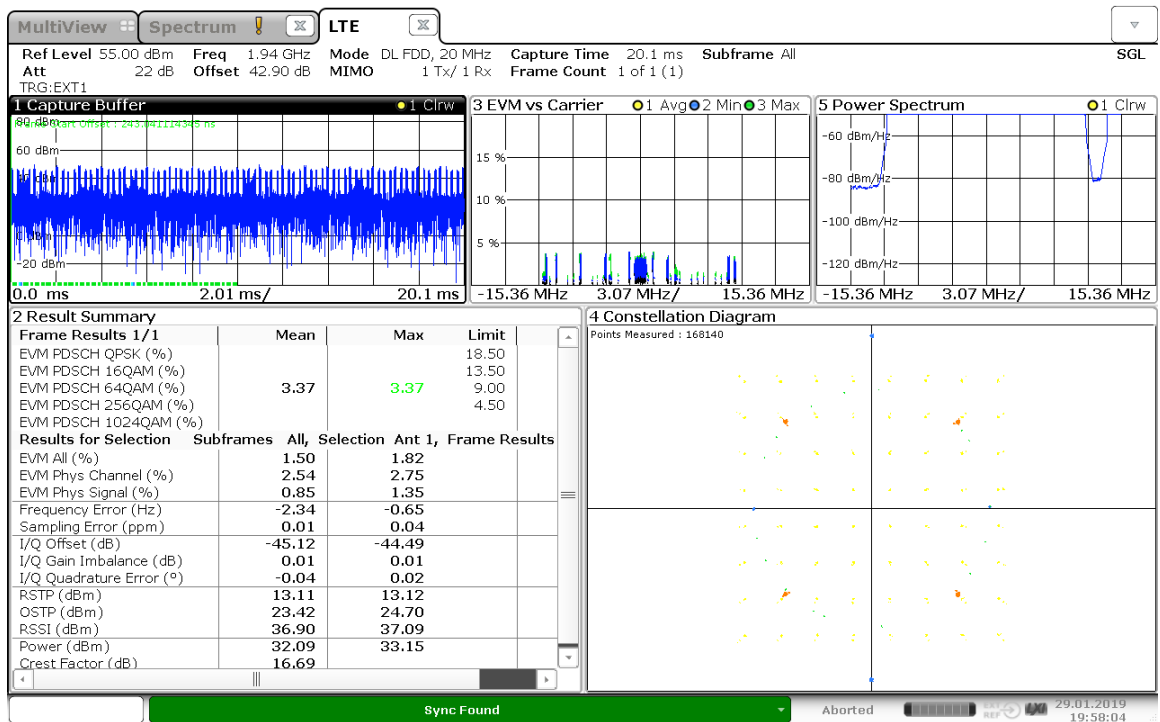 MultiView Spectrum LTE
Ref Level 55.00 dBm Freq 1.94 GHz Mode DL FDD, 20 MHz Capture Time 20.1 ms Subframe All SGL
Att 22 dB Offset 42.90 dB MIMO 1 Tx/ 1 Rx Frame Count 1 of 1 (1)
TRG:EXT1
1 Capture Buffer 1 Clrw
80 dBm
60 dBm
-20 dBm
0.0 ms 2.01 ms/ 20.1 ms
3 EVM vs Carrier 1 Avg 2 Min 3 Max
15 %
10 %
5 %
-15.36 MHz 3.07 MHz/ 15.36 MHz
5 Power Spectrum 1 Clrw
-60 dBm/Hz
-80 dBm/Hz
-100 dBm/Hz
-120 dBm/Hz
-15.36 MHz 3.07 MHz/ 15.36 MHz
2 Result Summary
Frame Results 1/1 Mean Max Limit
EVM PDSCH QPSK (%) 18.50
EVM PDSCH 16QAM (%) 13.50
EVM PDSCH 64QAM (%) 3.37 3.37 9.00
EVM PDSCH 256QAM (%) 4.50
EVM PDSCH 1024QAM (%)
Results for Selection Subframes All, Selection Ant 1, Frame Results
EVM All (%) 1.50 1.82
EVM Phys Channel (%) 2.54 2.75
EVM Phys Signal (%) 0.85 1.35
Frequency Error (Hz) -2.34 -0.65
Sampling Error (ppm) 0.01 0.04
I/Q Offset (dB) -45.12 -44.49
I/Q Gain Imbalance (dB) 0.01 0.01
I/Q Quadrature Error (°) -0.04 0.02
RSTP (dBm) 13.11 13.12
OSTP (dBm) 23.42 24.70
RSSI (dBm) 36.90 37.09
Power (dBm) 32.09 33.15
Crest Factor (dB) 16.69
4 Constellation Diagram
Points Measured : 168140
Sync Found
Aborted
EXT
REF
LXI
29.01.2019
19:58:04